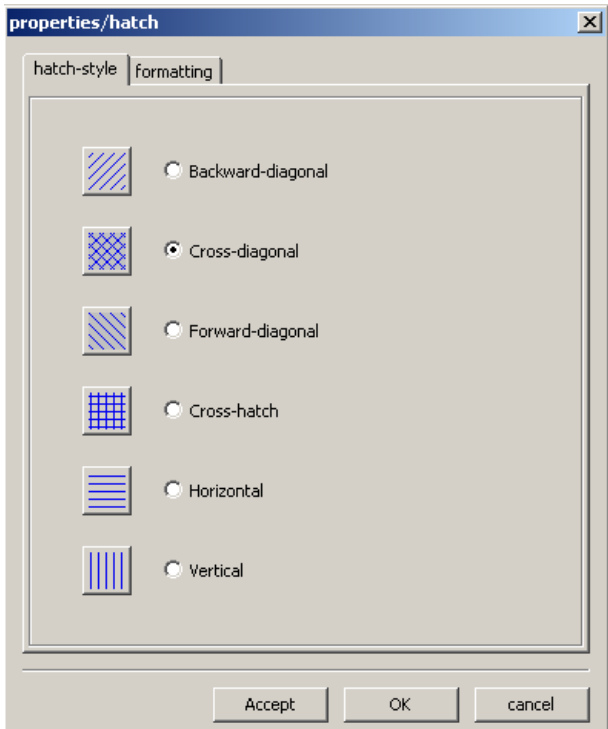 properties/hatch
hatch-style formatting
Backward-diagonal
Cross-diagonal
Forward-diagonal
Cross-hatch
Horizontal
Vertical
Accept OK cancel